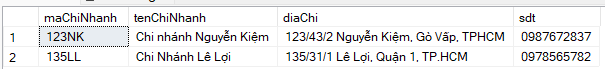 maChiNhanh tenChiNhanh diaChi sdt
1 123NK Chi nhánh Nguyễn Kiệm 123/43/2 Nguyễn Kiệm, Gò Vấp, TPHCM 0987672837
2 135LL Chi Nhánh Lê Lợi 135/31/1 Lê Lợi, Quận 1, TP.HCM 0978565782